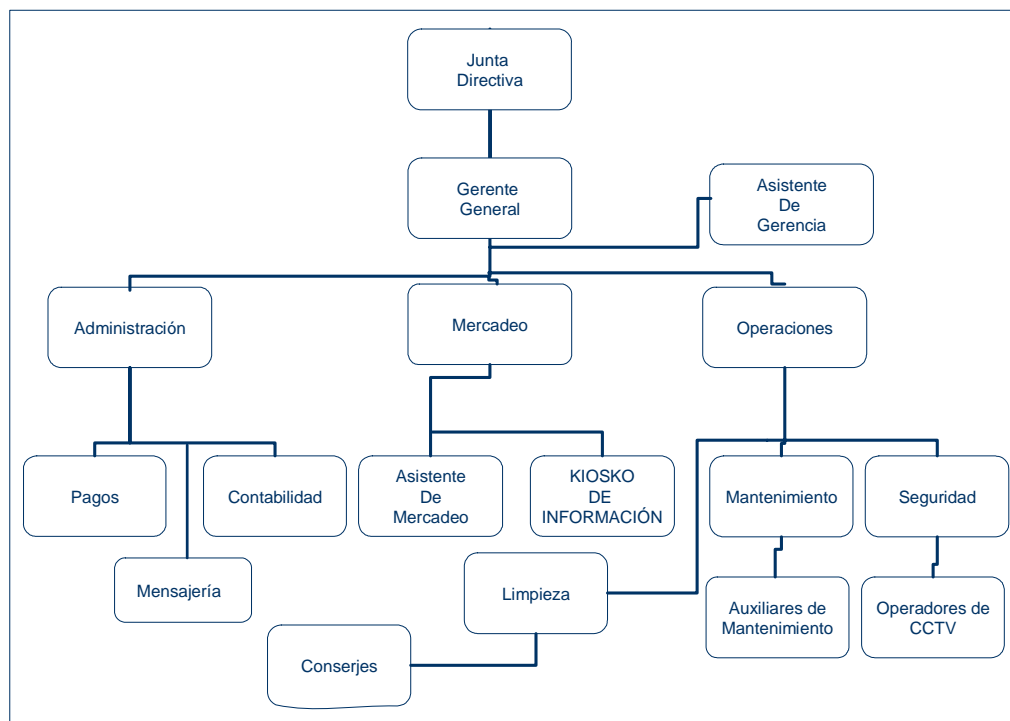 Junta
Directiva
Gerente
General
Asistente
De
Gerencia
Administración
Mercadeo
Operaciones
Pagos
Contabilidad
Asistente
De
Mercadeo
KIOSKO
DE
INFORMACIÓN
Mantenimiento
Seguridad
Mensajería
Limpieza
Auxiliares de
Mantenimiento
Operadores de
CCTV
Conserjes